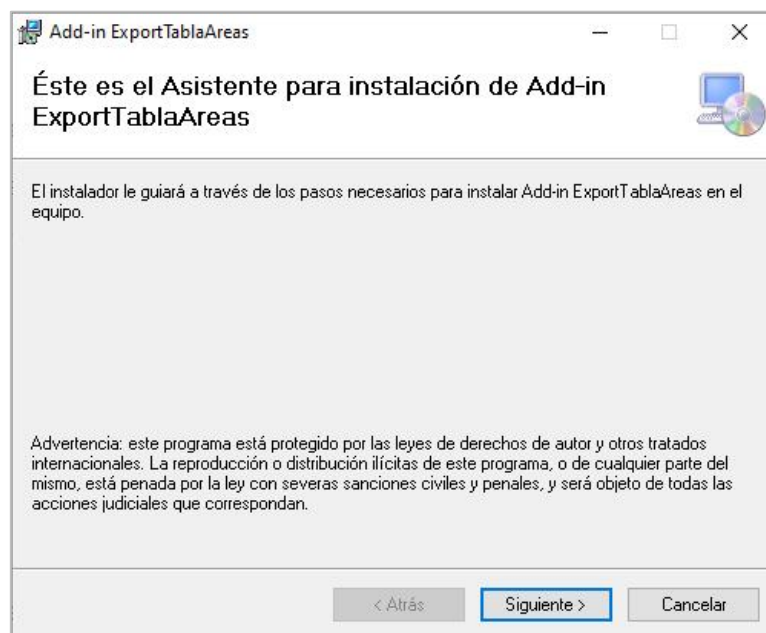 Add-in ExportTablaAreas
Éste es el Asistente para instalación de Add-in
ExportTablaAreas
El instalador le guiará a través de los pasos necesarios para instalar Add-in ExportTablaAreas en el
equipo.
Advertencia: este programa está protegido por las leyes de derechos de autor y otros tratados
internacionales. La reproducción o distribución ilícitas de este programa, o de cualquier parte del
mismo, está penada por la ley con severas sanciones civiles y penales, y será objeto de todas las
acciones judiciales que correspondan.
< Atrás Siguiente > Cancelar